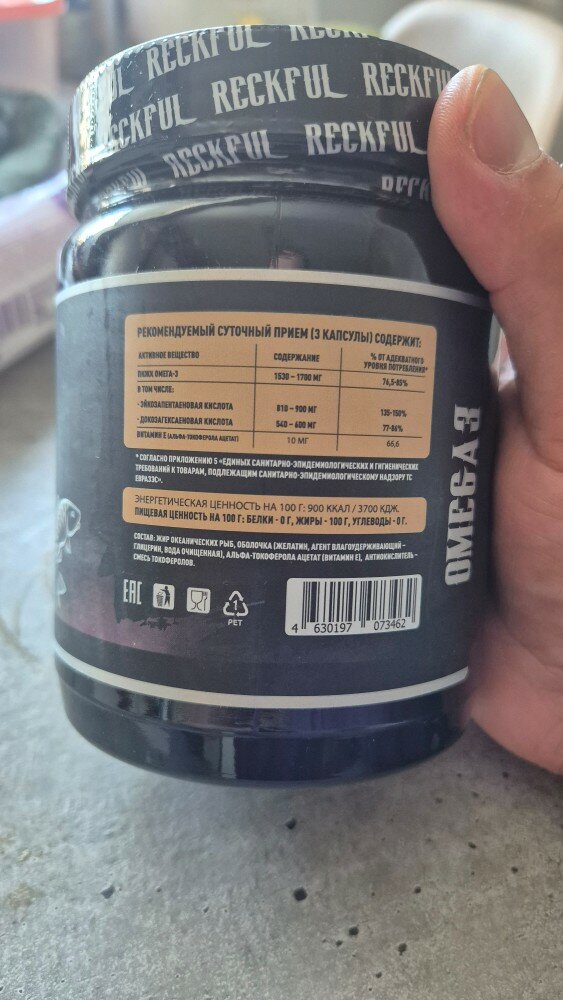 RECKFUL RECKFUL
RECKFUL RECKFUL RECKFUL
RECKFUL RECKFUL
РЕКОМЕНДУЕМЫЙ СУТОЧНЫЙ ПРИЕМ (3 КАПСУЛЫ) СОДЕРЖИТ:
АКТИВНОЕ ВЕЩЕСТВО СОДЕРЖАНИЕ % ОТ АДЕКВАТНОГО
УРОВНЯ ПОТРЕБЛЕНИЯ*
ПНЖК ОМЕГА-3 1530 – 1700 МГ 76,5-85%
В ТОМ ЧИСЛЕ:
- ЭЙКОЗАПЕНТАЕНОВАЯ КИСЛОТА 810 – 900 МГ 135-150%
- ДОКОЗАГЕКСАЕНОВАЯ КИСЛОТА 540 – 600 МГ 77-86%
ВИТАМИН Е (АЛЬФА-ТОКОФЕРОЛА АЦЕТАТ) 10 МГ 66,6
* СОГЛАСНО ПРИЛОЖЕНИЮ 5 «ЕДИНЫХ САНИТАРНО-ЭПИДЕМИОЛОГИЧЕСКИХ И ГИГИЕНИЧЕСКИХ
ТРЕБОВАНИЙ К ТОВАРАМ, ПОДЛЕЖАЩИМ САНИТАРНО-ЭПИДЕМИОЛОГИЧЕСКОМУ НАДЗОРУ ТС
ЕВРАЗЭС».
ЭНЕРГЕТИЧЕСКАЯ ЦЕННОСТЬ НА 100 Г: 900 ККАЛ / 3700 КДЖ.
ПИЩЕВАЯ ЦЕННОСТЬ НА 100 Г: БЕЛКИ - 0 Г, ЖИРЫ - 100 Г, УГЛЕВОДЫ - 0 Г.
СОСТАВ: ЖИР ОКЕАНИЧЕСКИХ РЫБ, ОБОЛОЧКА (ЖЕЛАТИН, АГЕНТ ВЛАГОУДЕРЖИВАЮЩИЙ –
ГЛИЦЕРИН, ВОДА ОЧИЩЕННАЯ), АЛЬФА-ТОКОФЕРОЛА АЦЕТАТ (ВИТАМИН Е), АНТИОКИСЛИТЕЛЬ –
СМЕСЬ ТОКОФЕРОЛОВ.
EAC
1
PET
4 630197 073462
OMEGA3